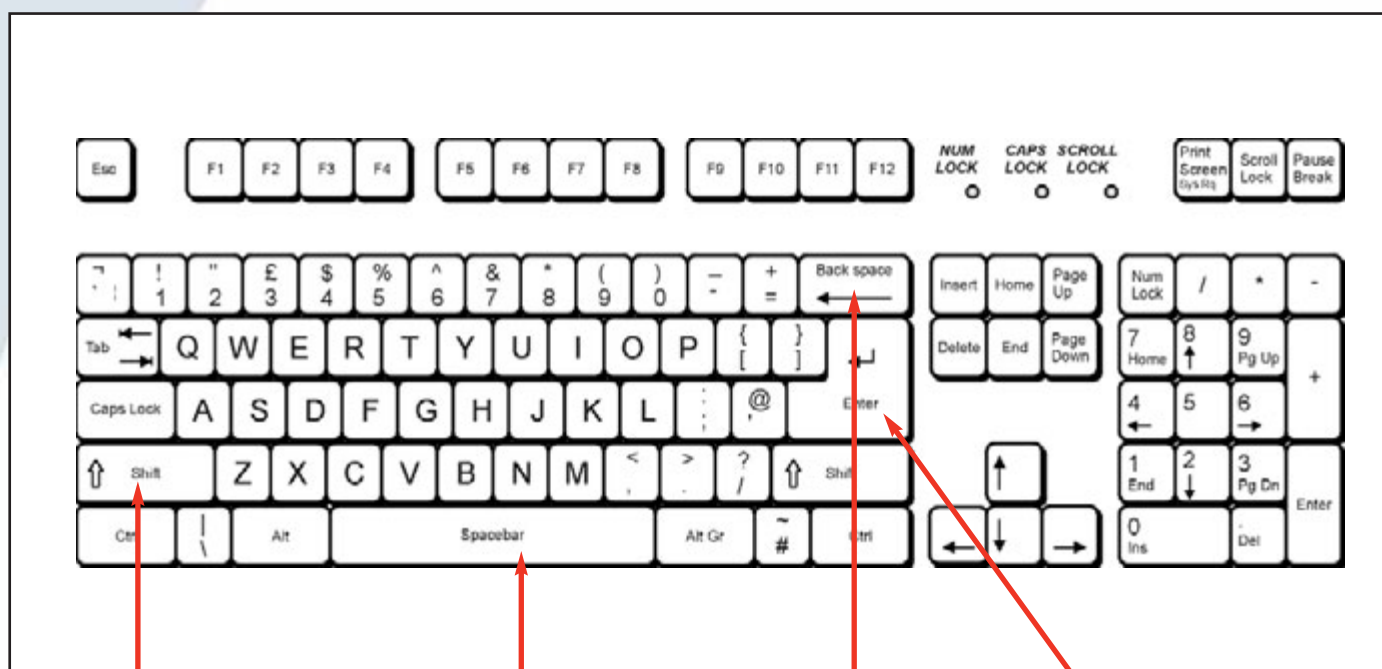 Esc F1 F2 F3 F4 F5 F6 F7 F8 F9 F10 F11 F12
NUM LOCK CAPS LOCK SCROLL LOCK
Print Screen Sys Rq Scroll Lock Pause Break
¬ ` ¦ ! 1 " 2 £ 3 $ 4 % 5 ^ 6 & 7 * 8 ( 9 ) 0 _ - + = Back space
Insert Home Page Up Num Lock / * -
Tab Q W E R T Y U I O P { [ } ] Enter
Delete End Page Down 7 Home 8 9 Pg Up +
Caps Lock A S D F G H J K L : ; @ '
4 5 6
Shift Z X C V B N M < , > . ? / Shift
1 End 2 3 Pg Dn Enter
Ctrl | \ Alt Spacebar Alt Gr ~ # Ctrl
0 Ins . Del